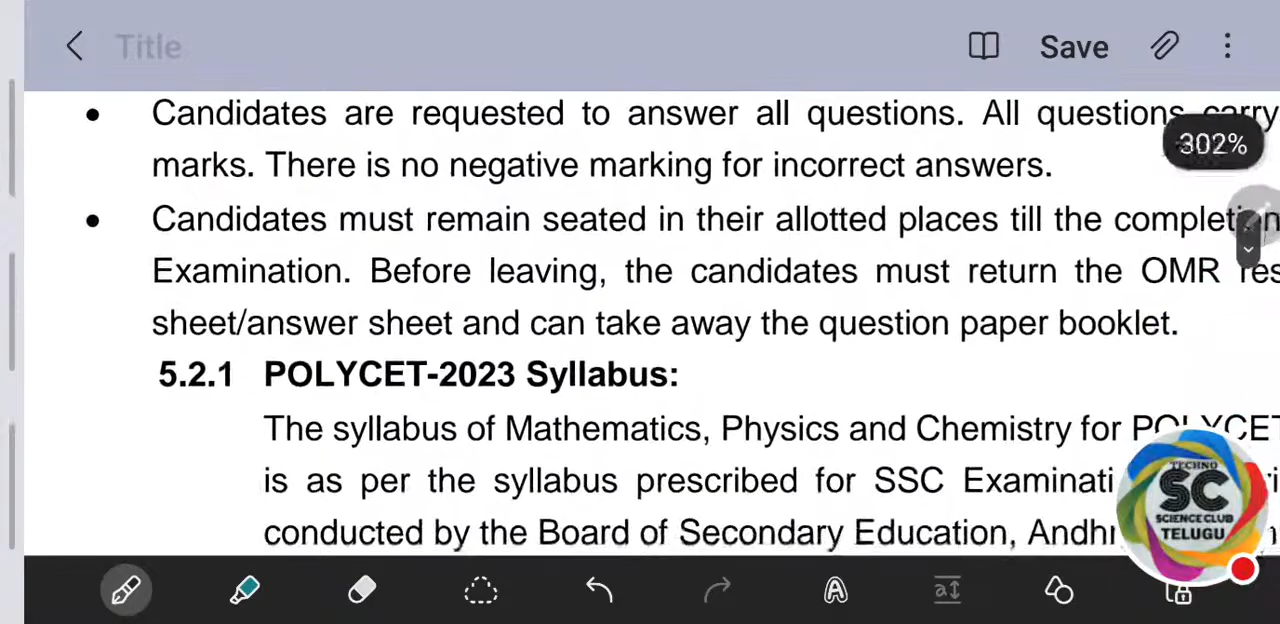 Title
Save
Candidates are requested to answer all questions. All questions carry
302%
marks. There is no negative marking for incorrect answers.
Candidates must remain seated in their allotted places till the
Examination. Before leaving, the candidates must return the OMR
sheet/answer sheet and can take away the question paper booklet.
5.2.1 POLYCET-2023 Syllabus:
The syllabus of Mathematics, Physics and Chemistry for
is as per the syllabus prescribed for SSC
conducted by the Board of Secondary Education,
TECHNO
SC
SCIENCE CLUB
TELUGU